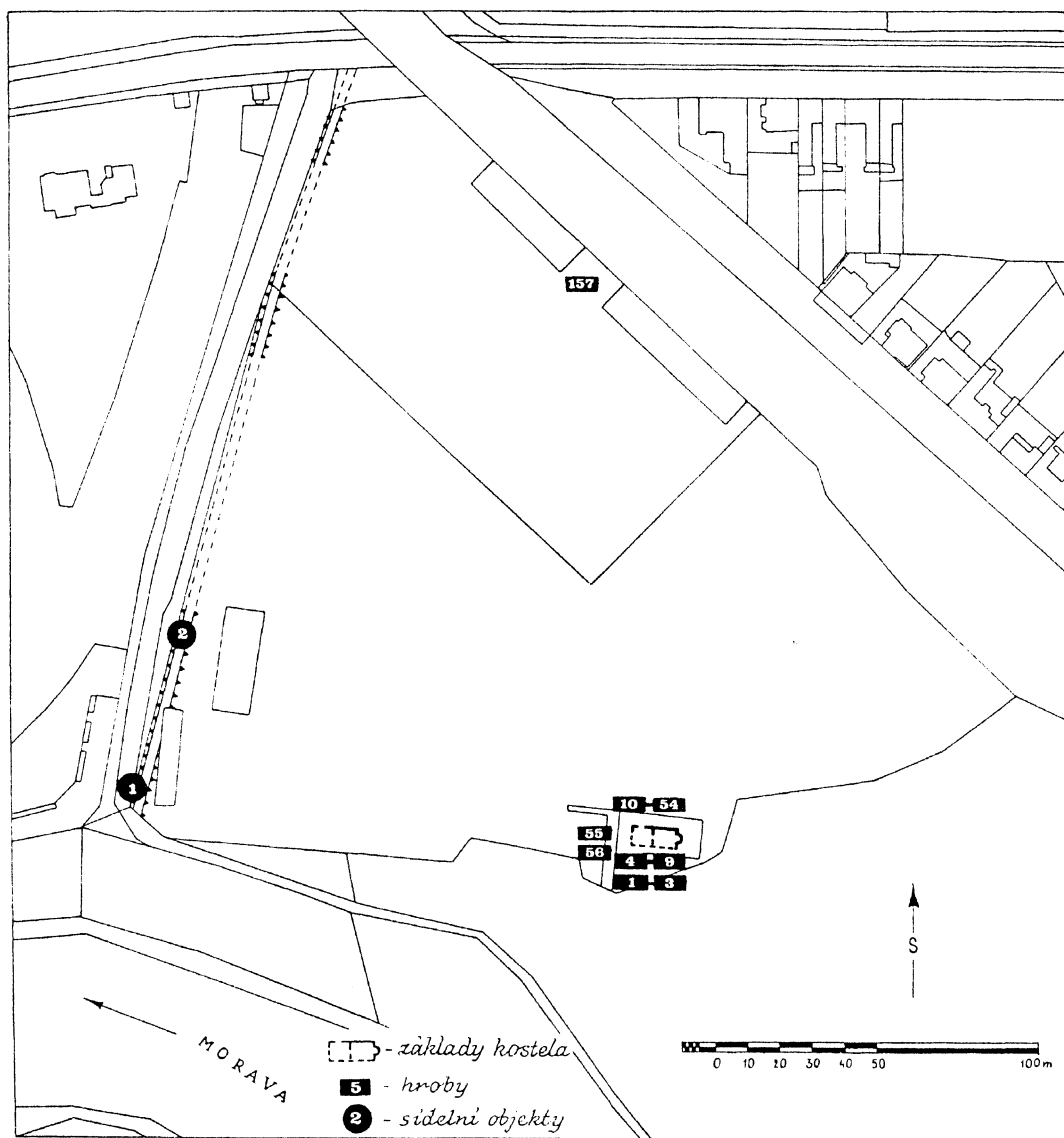 157
2
1
10-54
55
56
4-9
1-3
S
MORAVA
- základy kostela
5 - hroby
2 - sídelní objekty
0 10 20 30 40 50 100 m